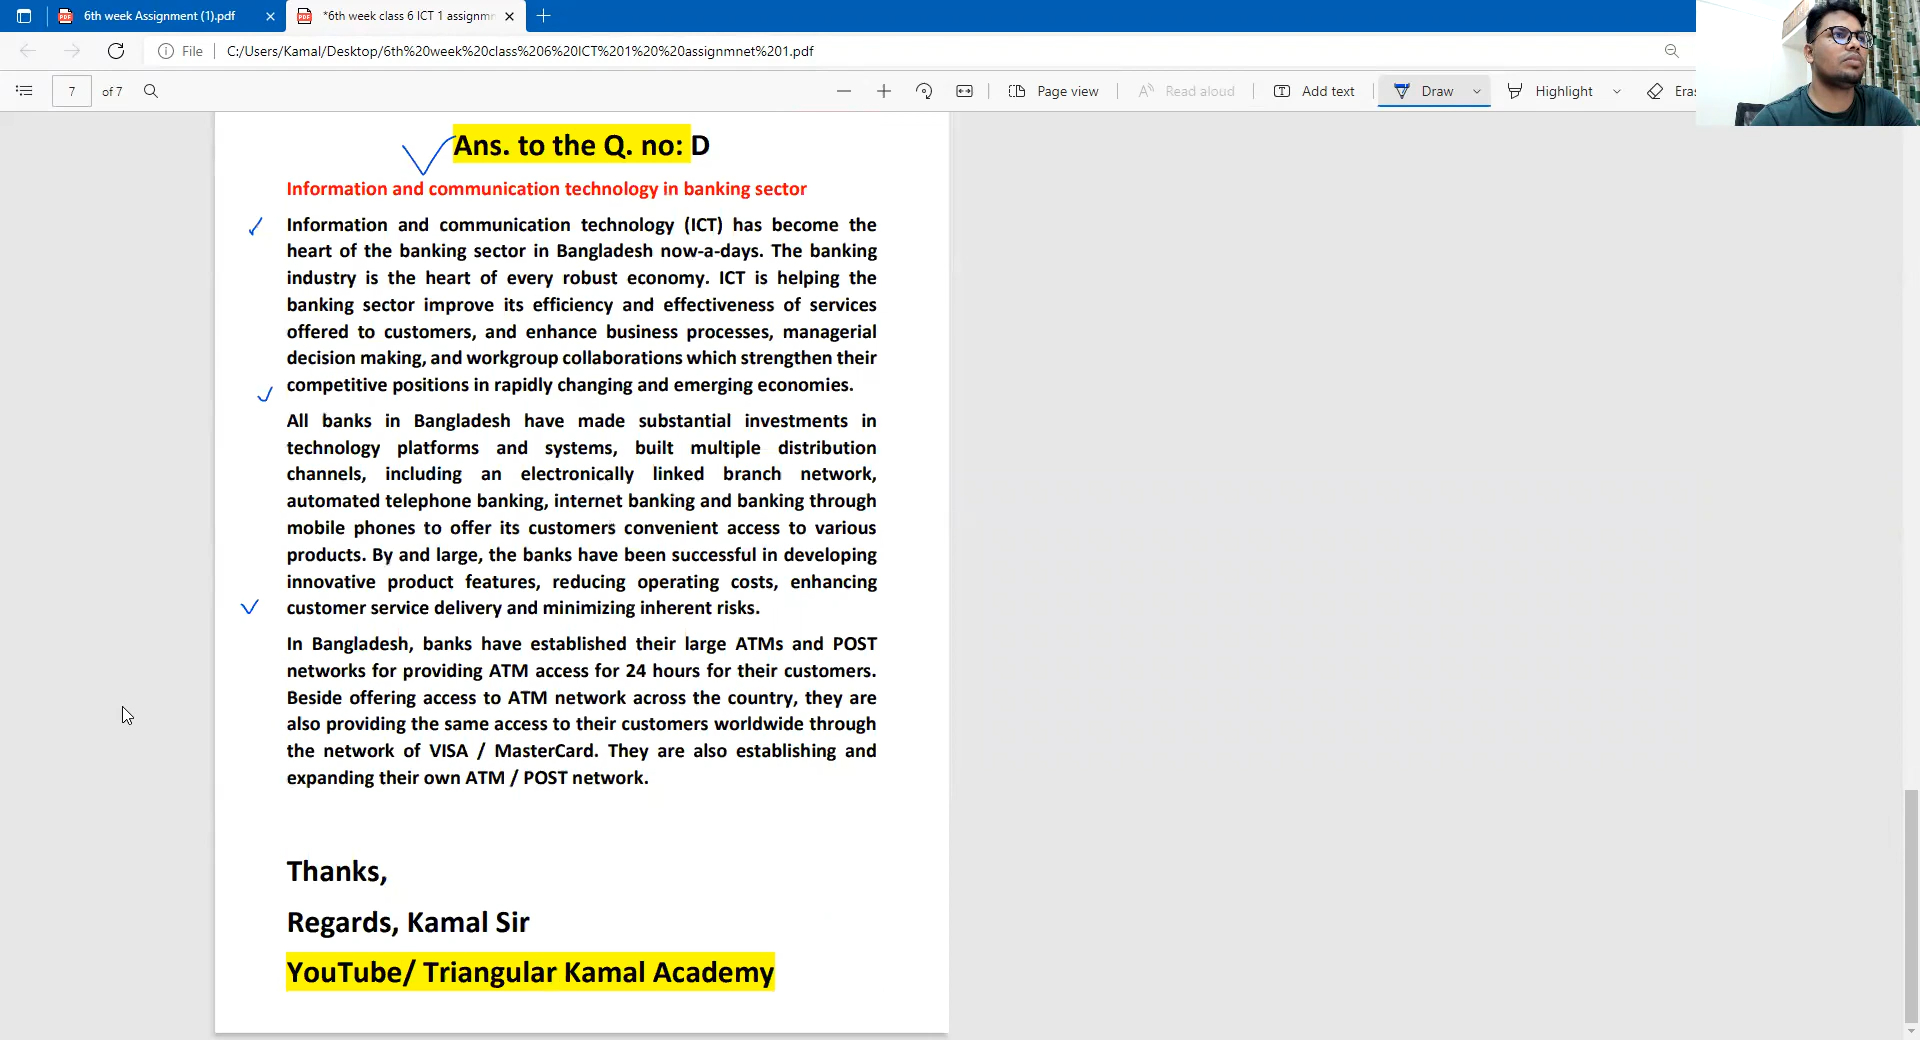 6th week Assignment (1).pdf
*6th week class 6 ICT 1 assignm
File
C:/Users/Kamal/Desktop/6th%20week%20class%206%20ICT%201%20%20assignmnet%201.pdf
7 of 7
Page view
Read aloud
Add text
Draw
Highlight
Eras
Ans. to the Q. no: D
Information and communication technology in banking sector
Information and communication technology (ICT) has become the
heart of the banking sector in Bangladesh now-a-days. The banking
industry is the heart of every robust economy. ICT is helping the
banking sector improve its efficiency and effectiveness of services
offered to customers, and enhance business processes, managerial
decision making, and workgroup collaborations which strengthen their
competitive positions in rapidly changing and emerging economies.
All banks in Bangladesh have made substantial investments in
technology platforms and systems, built multiple distribution
channels, including an electronically linked branch network,
automated telephone banking, internet banking and banking through
mobile phones to offer its customers convenient access to various
products. By and large, the banks have been successful in developing
innovative product features, reducing operating costs, enhancing
customer service delivery and minimizing inherent risks.
In Bangladesh, banks have established their large ATMs and POST
networks for providing ATM access for 24 hours for their customers.
Beside offering access to ATM network across the country, they are
also providing the same access to their customers worldwide through
the network of VISA / MasterCard. They are also establishing and
expanding their own ATM / POST network.
Thanks,
Regards, Kamal Sir
YouTube/ Triangular Kamal Academy